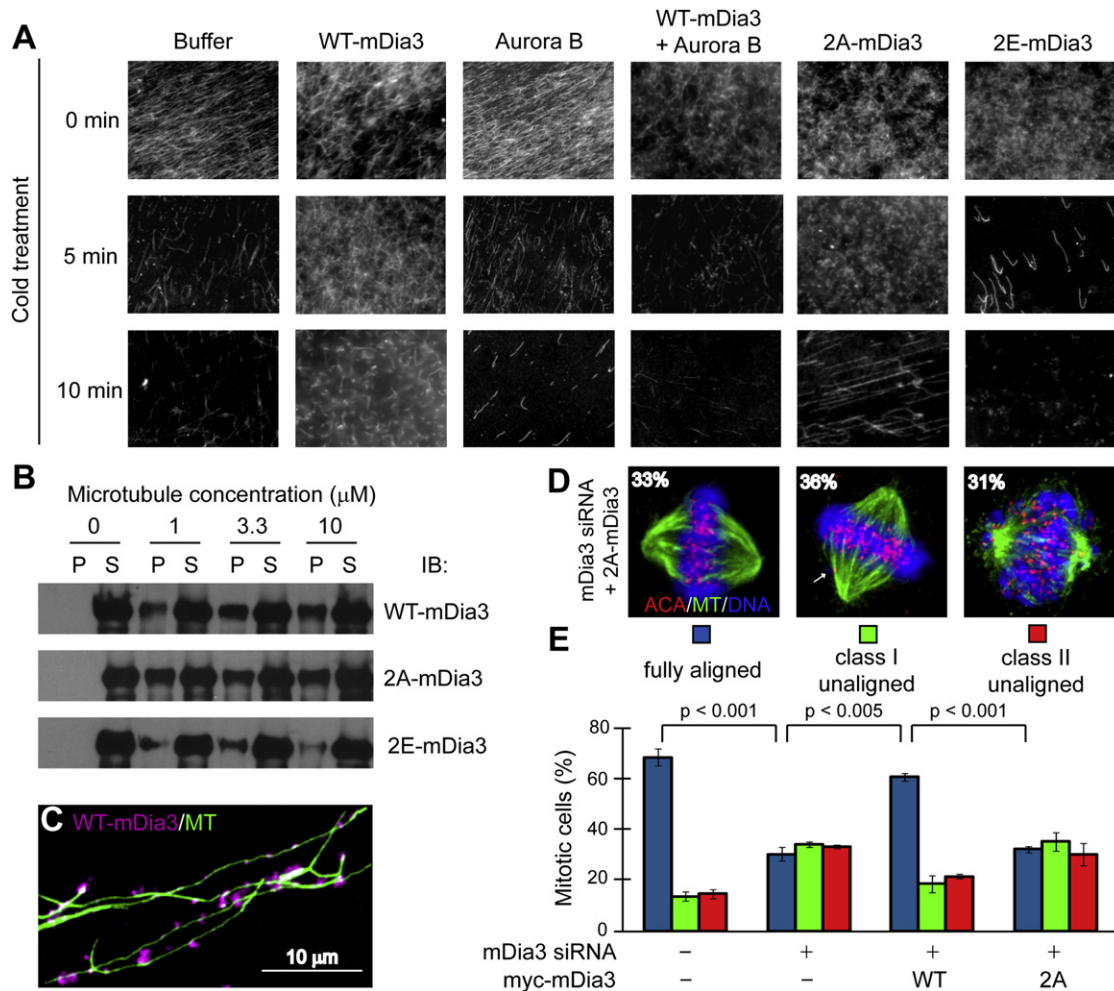 A
Buffer
WT-mDia3
Aurora B
WT-mDia3
+ Aurora B
2A-mDia3
2E-mDia3
Cold treatment
0 min
5 min
10 min
B
Microtubule concentration (μM)
0 1 3.3 10
P S P S P S P S IB:
WT-mDia3
2A-mDia3
2E-mDia3
C WT-mDia3/MT
10 μm
D
mDia3 siRNA
+ 2A-mDia3
33%
36%
31%
ACA/MT/DNA
fully aligned
class I
unaligned
class II
unaligned
E
p < 0.001
p < 0.005
p < 0.001
Mitotic cells (%)
80
60
40
20
0
mDia3 siRNA − + + +
myc-mDia3 − − WT 2A